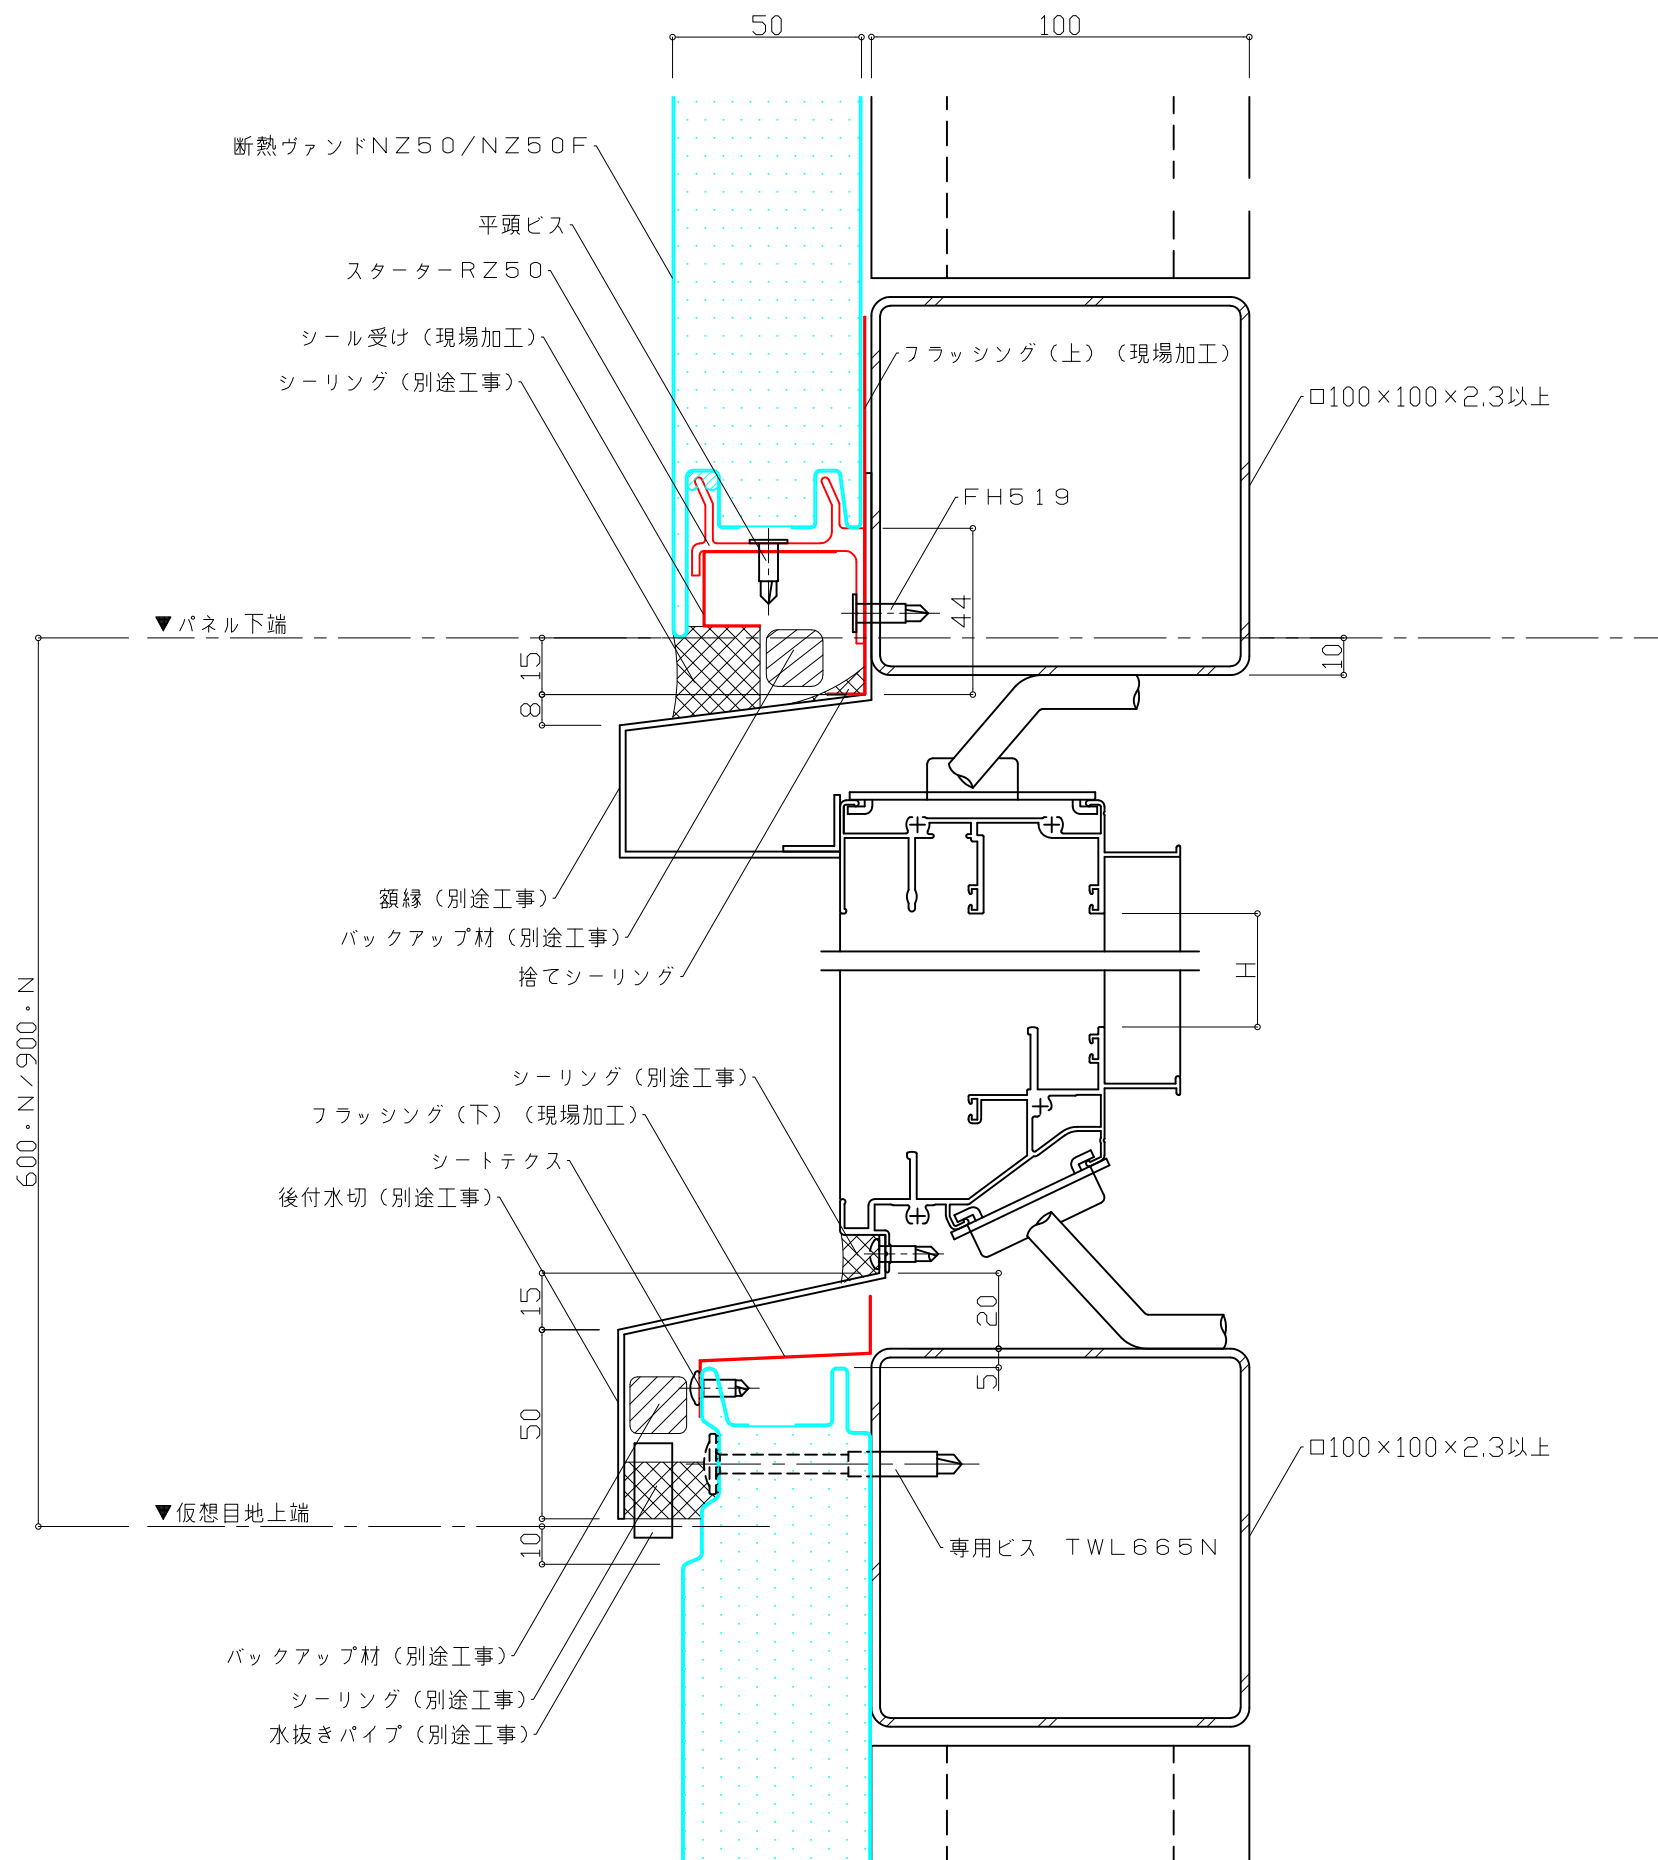 50
100
断熱ヴァンドNZ50/NZ50F
平頭ビス
スターターRZ50
シール受け（現場加工）
フラッシング（上）（現場加工）
シーリング（別途工事）
□100×100×2.3以上
FH519
44
▼パネル下端
15
10
8
額縁（別途工事）
バックアップ材（別途工事）
捨てシーリング
H
600・N/900・N
シーリング（別途工事）
フラッシング（下）（現場加工）
シートテクス
後付水切（別途工事）
15
20
5
50
□100×100×2.3以上
▼仮想目地上端
10
専用ビス　TWL665N
バックアップ材（別途工事）
シーリング（別途工事）
水抜きパイプ（別途工事）